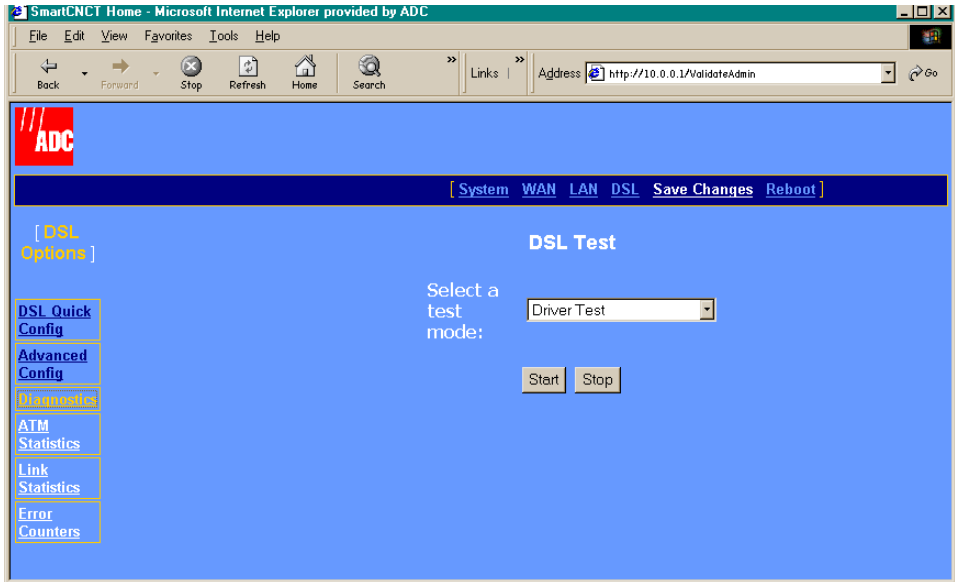 SmartCNCT Home - Microsoft Internet Explorer provided by ADC
File Edit View Favorites Tools Help
Back Forward Stop Refresh Home Search » Links » Address http://10.0.0.1/ValidateAdmin Go
ADC
[ System WAN LAN DSL Save Changes Reboot ]
[ DSL
Options ]
DSL Test
Select a
test
mode:
Driver Test
Start Stop
DSL Quick
Config
Advanced
Config
Diagnostics
ATM
Statistics
Link
Statistics
Error
Counters